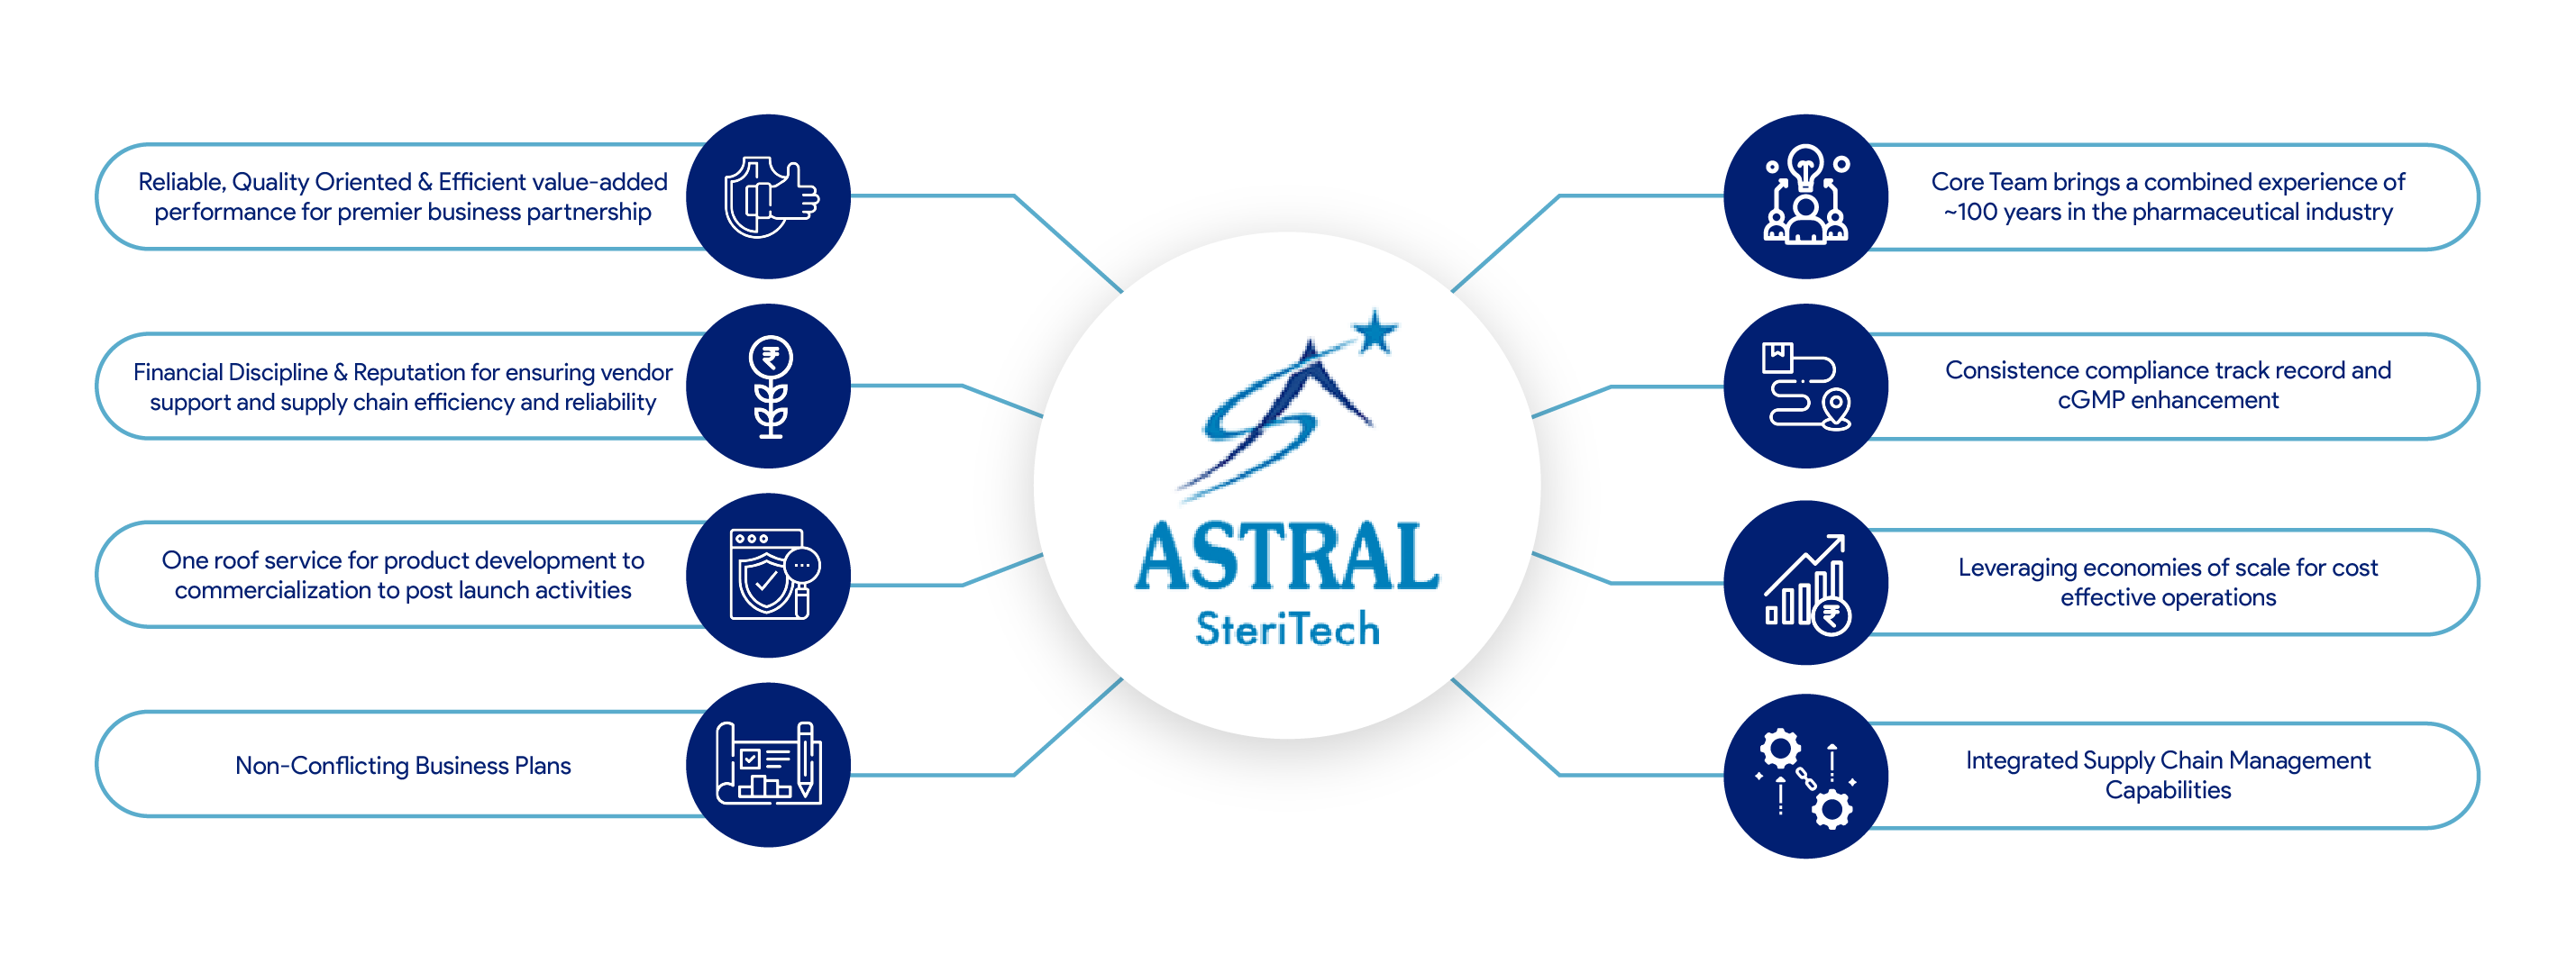 Reliable, Quality Oriented & Efficient value-added
performance for premier business partnership
Financial Discipline & Reputation for ensuring vendor
support and supply chain efficiency and reliability
One roof service for product development to
commercialization to post launch activities
Non-Conflicting Business Plans
ASTRAL
SteriTech
Core Team brings a combined experience of
~100 years in the pharmaceutical industry
Consistence compliance track record and
cGMP enhancement
Leveraging economies of scale for cost
effective operations
Integrated Supply Chain Management
Capabilities